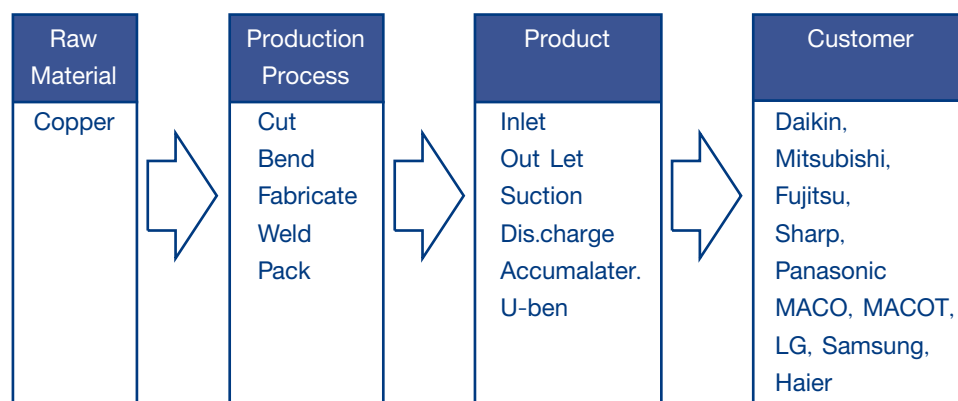 Raw
Material
Copper
Production
Process
Cut
Bend
Fabricate
Weld
Pack
Product
Inlet
Out Let
Suction
Dis.charge
Accumalater.
U-ben
Customer
Daikin,
Mitsubishi,
Fujitsu,
Sharp,
Panasonic
MACO, MACOT,
LG, Samsung,
Haier